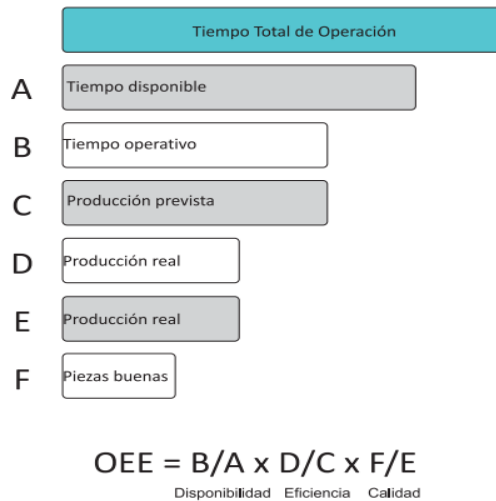 Tiempo Total de Operación
A Tiempo disponible
B Tiempo operativo
C Producción prevista
D Producción real
E Producción real
F Piezas buenas
OEE = B/A x D/C x F/E
Disponibilidad Eficiencia Calidad